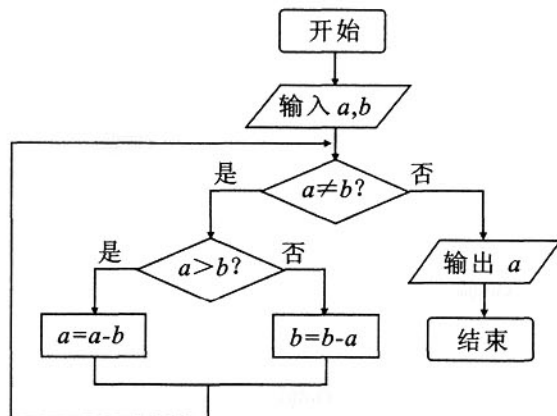 开始
输入 a,b
是
a≠b?
否
是
a>b?
否
输出 a
a=a-b
b=b-a
结束